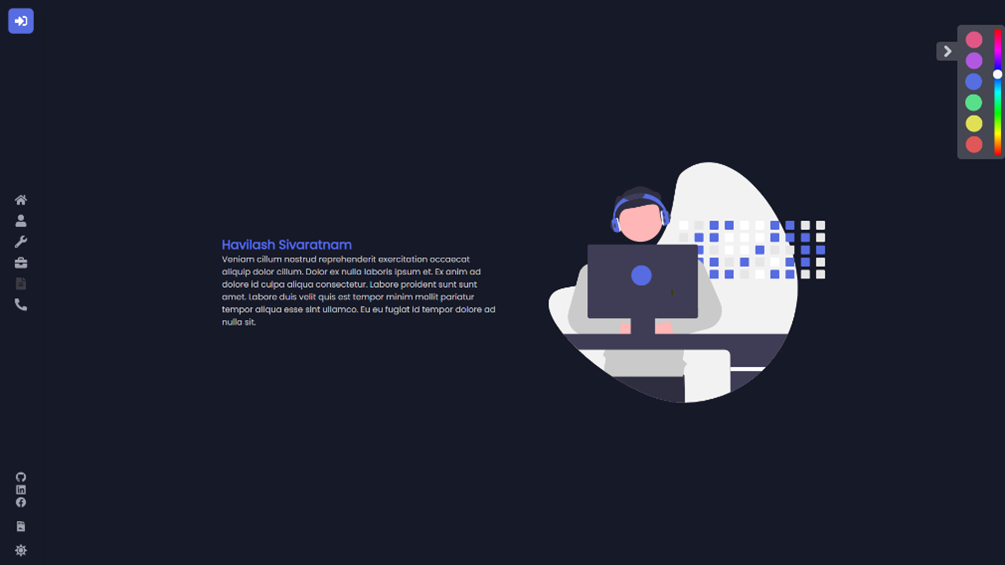 Havilash Sivaratnam
Veniam cillum nostrud reprehenderit exercitation occaecat
aliquip dolor cillum. Dolor ex nulla laboris ipsum et. Ex anim ad
dolore id culpa aliqua consectetur. Labore proident sunt sunt
amet. Labore duis velit quis est tempor minim mollit pariatur
tempor aliqua esse sint ullamco. Eu eu fugiat id tempor dolore ad
nulla sit.